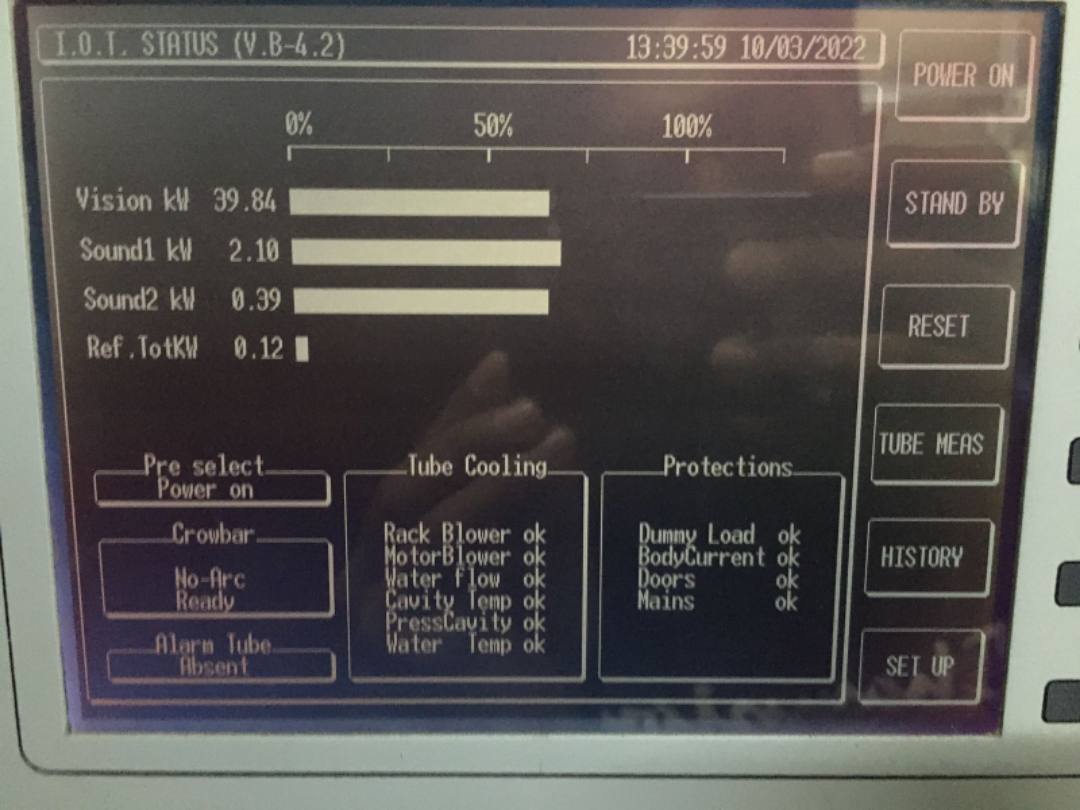 I.O.T. STATUS (V.B-4.2) 13:39:59 10/03/2022
POWER ON
0% 50% 100%
Vision kW 39.84
STAND BY
Sound1 kW 2.10
Sound2 kW 0.39
RESET
Ref.TotKW 0.12
TUBE MEAS
Pre select
Power on
Crowbar
No-Arc
Ready
Alarm Tube
Absent
Tube Cooling
Rack Blower ok
MotorBlower ok
Water flow ok
Cavity Temp ok
PressCavity ok
Water Temp ok
Protections
Dummy Load ok
BodyCurrent ok
Doors ok
Mains ok
HISTORY
SET UP